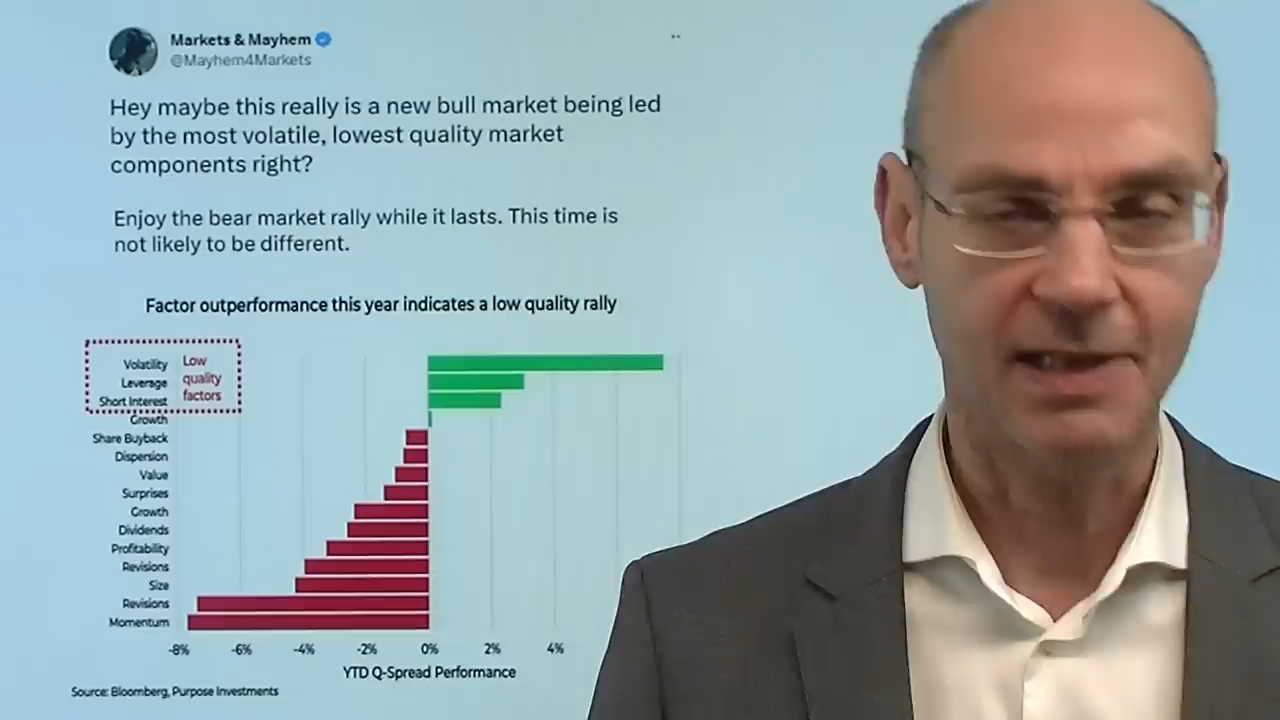 Markets & Mayhem
@Mayhem4Markets
Hey maybe this really is a new bull market being led
by the most volatile, lowest quality market
components right?
Enjoy the bear market rally while it lasts. This time is
not likely to be different.
Factor outperformance this year indicates a low quality rally
Volatility
Leverage
Short Interest
Low
quality
factors
Growth
Share Buyback
Dispersion
Value
Surprises
Growth
Dividends
Profitability
Revisions
Size
Revisions
Momentum
-8% -6% -4% -2% 0% 2% 4%
YTD Q-Spread Performance
Source: Bloomberg, Purpose Investments